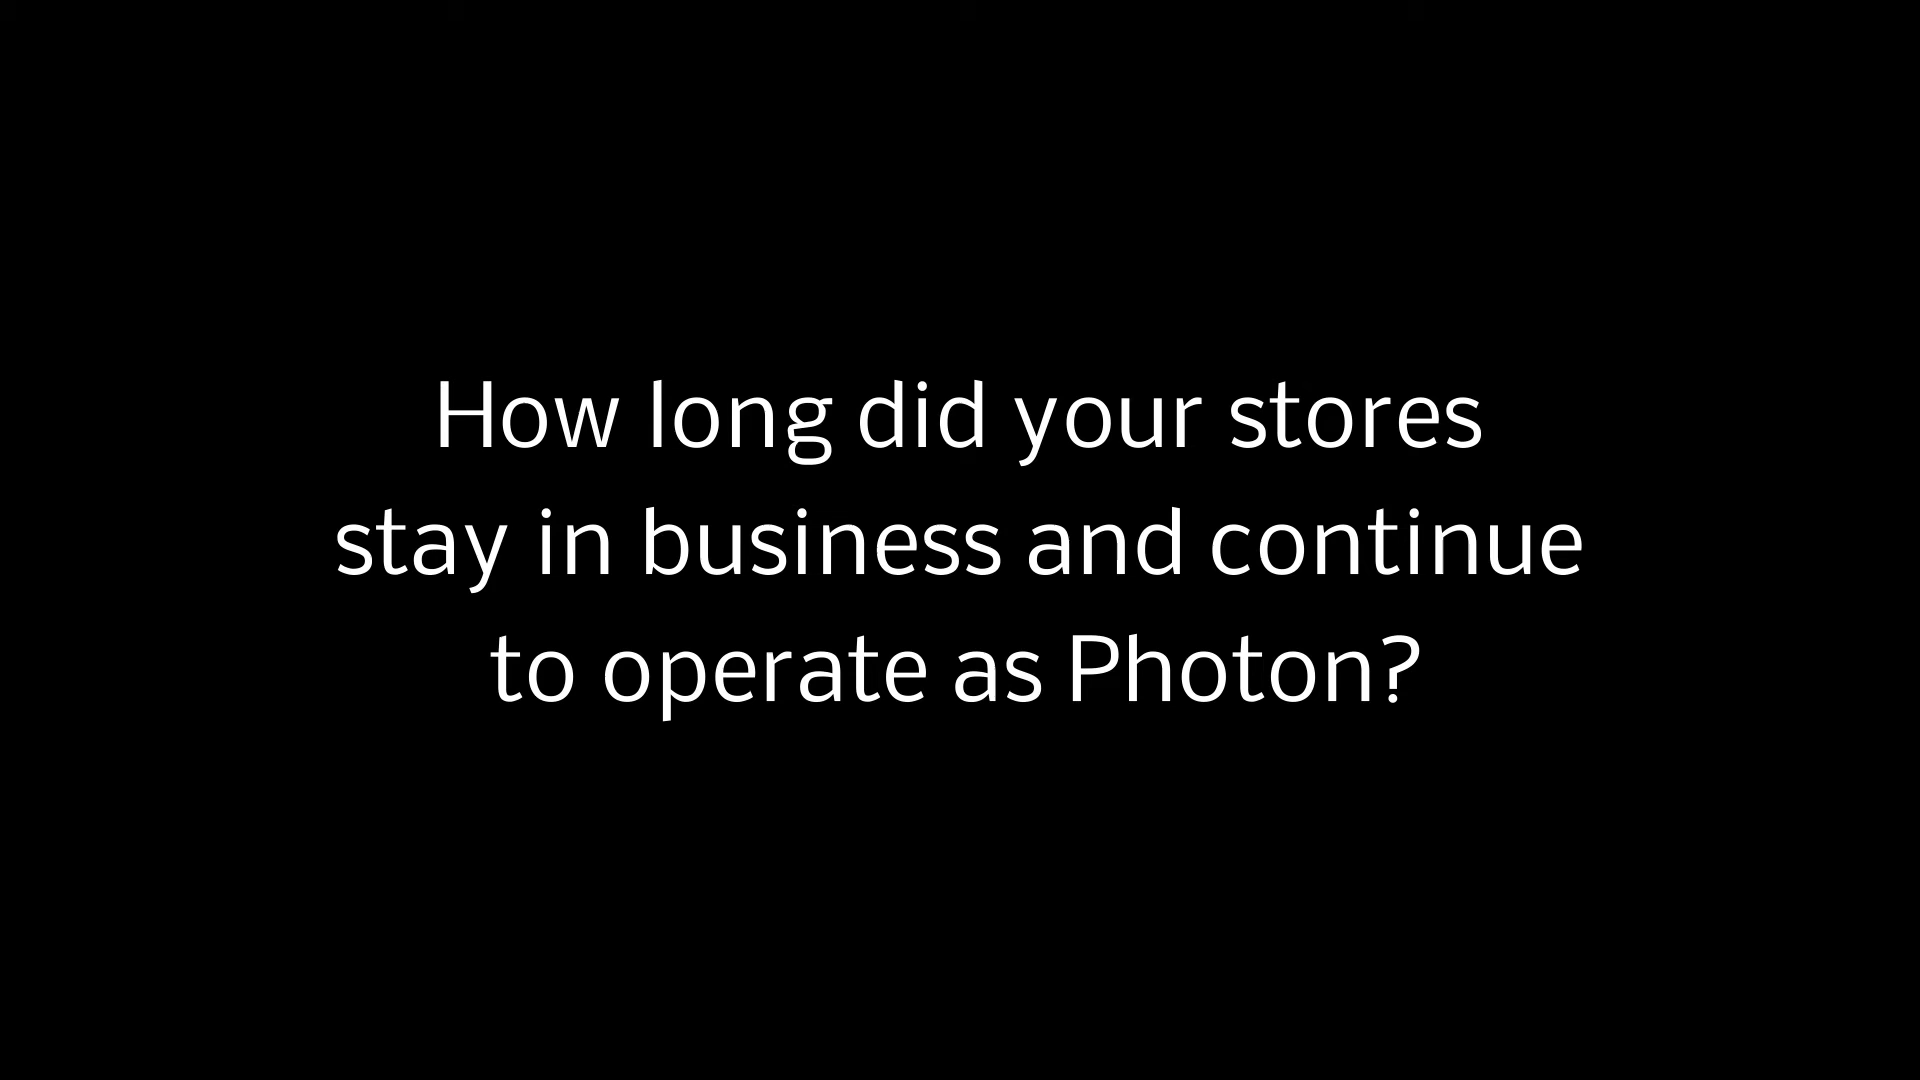 How long did your stores
stay in business and continue
to operate as Photon?